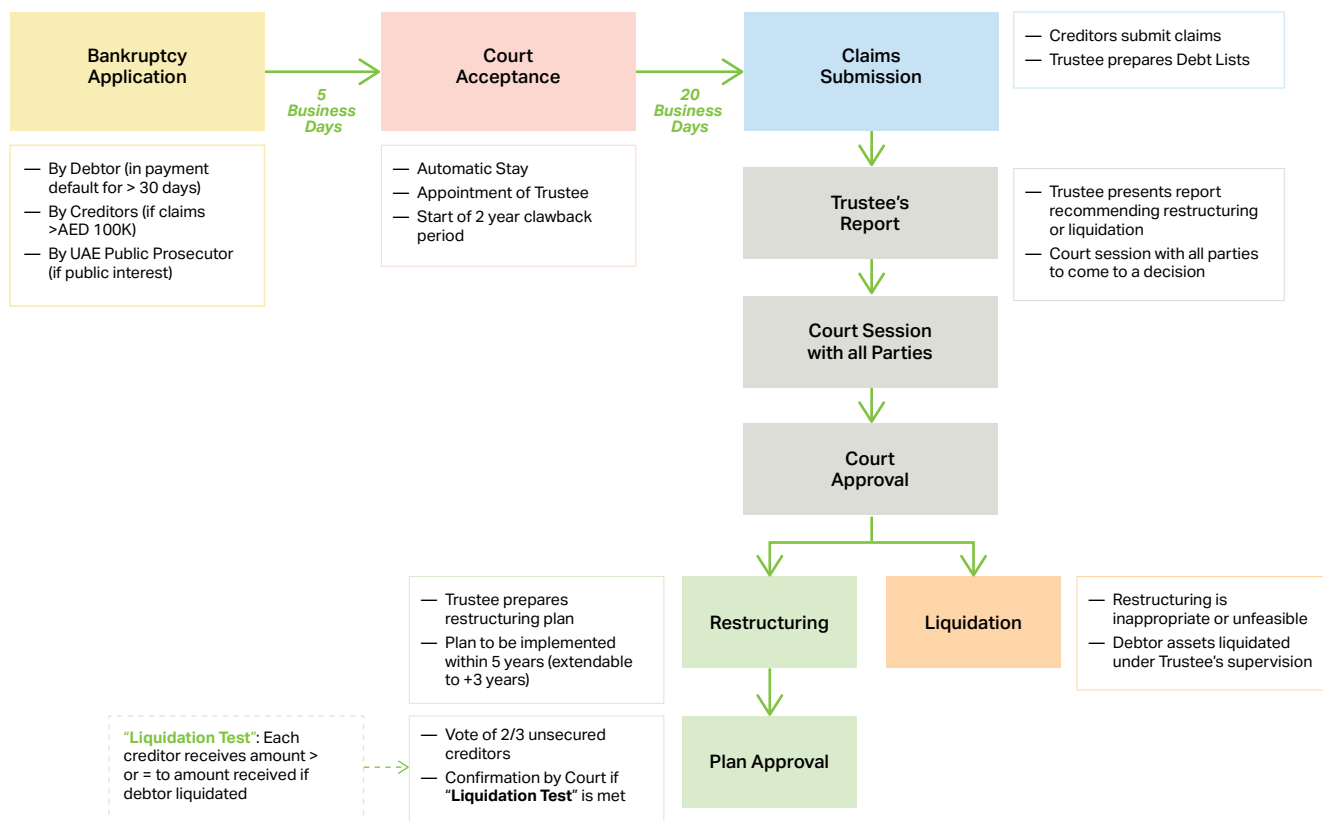 Bankruptcy
Application
5
Business
Days
Court
Acceptance
20
Business
Days
Claims
Submission
— Creditors submit claims
— Trustee prepares Debt Lists
— By Debtor (in payment
default for > 30 days)
— By Creditors (if claims
>AED 100K)
— By UAE Public Prosecutor
(if public interest)
— Automatic Stay
— Appointment of Trustee
— Start of 2 year clawback
period
Trustee's
Report
— Trustee presents report
recommending restructuring
or liquidation
— Court session with all parties
to come to a decision
Court Session
with all Parties
Court
Approval
— Trustee prepares
restructuring plan
— Plan to be implemented
within 5 years (extendable
to +3 years)
Restructuring
Liquidation
— Restructuring is
inappropriate or unfeasible
— Debtor assets liquidated
under Trustee's supervision
"Liquidation Test": Each
creditor receives amount >
or = to amount received if
debtor liquidated
— Vote of 2/3 unsecured
creditors
— Confirmation by Court if
"Liquidation Test" is met
Plan Approval